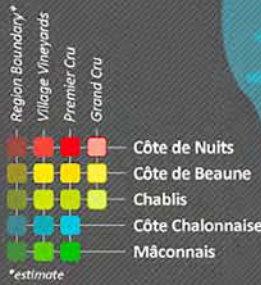 Region Boundary*
Village Vineyards
Premier Cru
Grand Cru
Côte de Nuits
Côte de Beaune
Chablis
Côte Chalonnaise
Mâconnais
*estimate